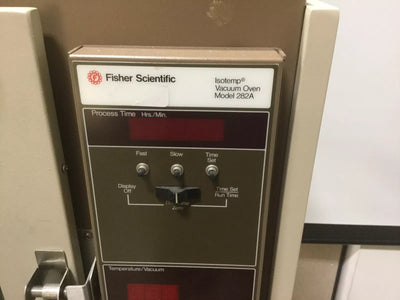 Fisher Scientific
Isotemp®
Vacuum Oven
Model 282A
Process Time Hrs./Min.
Fast Slow Time
Set
Display
Off
Time Set
Run Time
Temperature/Vacuum